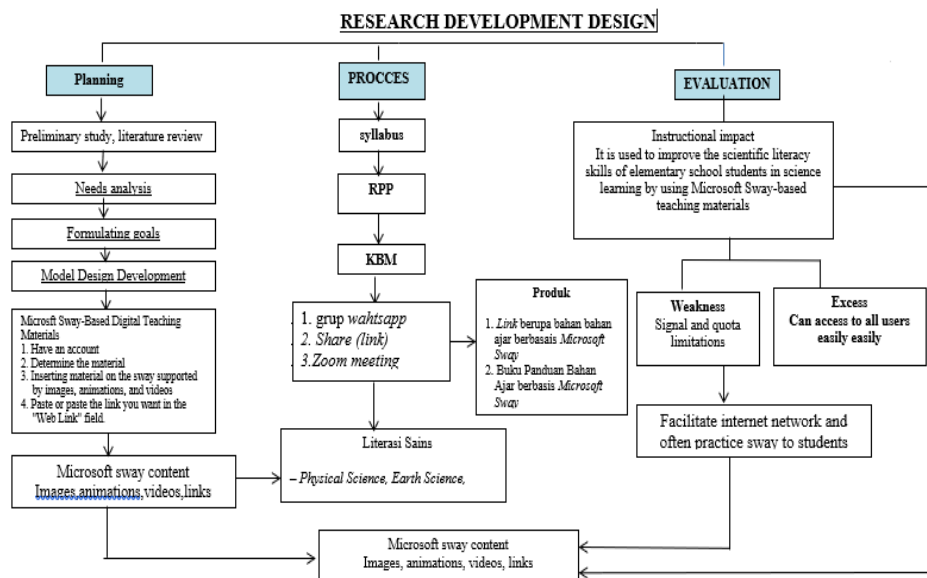 RESEARCH DEVELOPMENT DESIGN
Planning
Preliminary study, literature review
Needs analysis
Formulating goals
Model Design Development
Microsft Sway-Based Digital Teaching
Materials
1. Have an account
2. Determine the material
3. Inserting material on the sway supported
by images, animations, and videos
4. Paste or paste the link you want in the
"Web Link" field.
Microsoft sway content
Images,animations,videos,links
PROCCES
syllabus
RPP
KBM
1. grup wahtsapp
2. Share (link)
3.Zoom meeting
Produk
1. Link berupa bahan bahan
ajar berbasais Microsoft
Sway
2. Buku Panduan Bahan
Ajar berbasis Microsoft
Sway
Literasi Sains
– Physical Science, Earth Science,
EVALUATION
Instructional impact
It is used to improve the scientific literacy
skills of elementary school students in science
learning by using Microsoft Sway-based
teaching materials
Weakness
Signal and quota
limitations
Excess
Can access to all users
easily easily
Facilitate internet network and
often practice sway to students
Microsoft sway content
Images, animations, videos, links